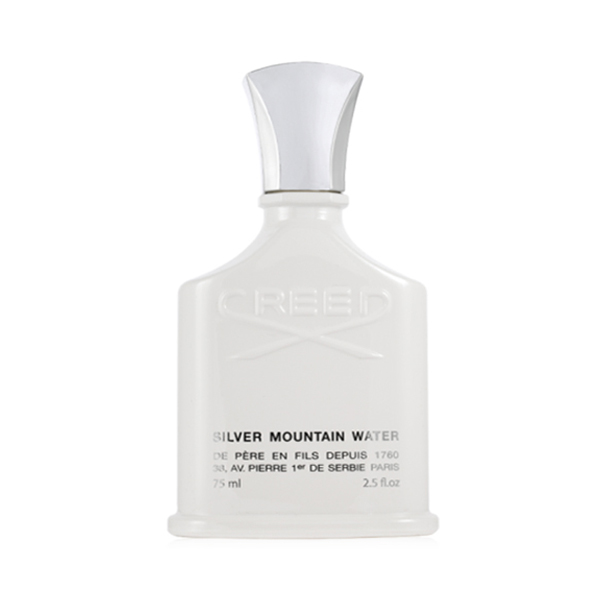 CREED
SILVER MOUNTAIN WATER
DE PÈRE EN FILS DEPUIS 1760
38, AV. PIERRE 1er DE SERBIE PARIS
75 ml 2.5 fl.oz